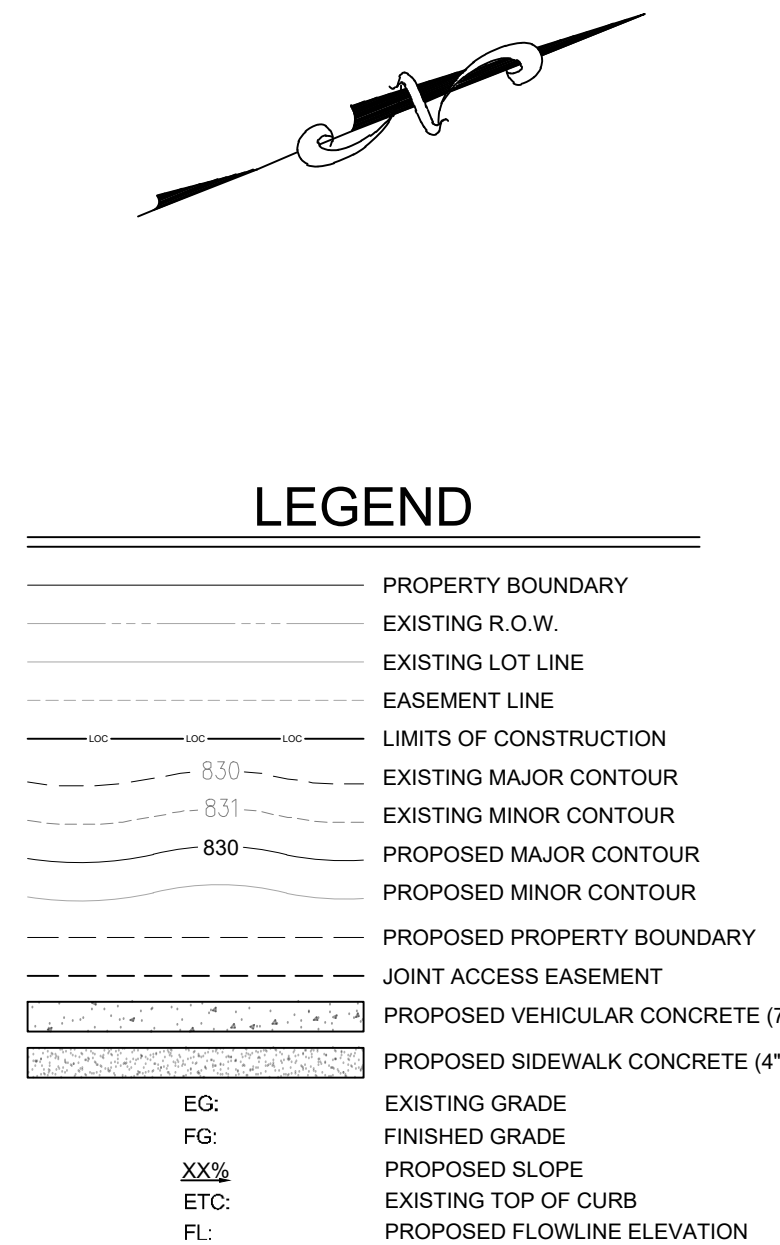 N
LEGEND
PROPERTY BOUNDARY
EXISTING R.O.W.
EXISTING LOT LINE
EASEMENT LINE
LOC LOC LOC LIMITS OF CONSTRUCTION
830 EXISTING MAJOR CONTOUR
831 EXISTING MINOR CONTOUR
830 PROPOSED MAJOR CONTOUR
PROPOSED MINOR CONTOUR
PROPOSED PROPERTY BOUNDARY
JOINT ACCESS EASEMENT
PROPOSED VEHICULAR CONCRETE (7
PROPOSED SIDEWALK CONCRETE (4"
EG: EXISTING GRADE
FG: FINISHED GRADE
XX% PROPOSED SLOPE
ETC: EXISTING TOP OF CURB
FL: PROPOSED FLOWLINE ELEVATION